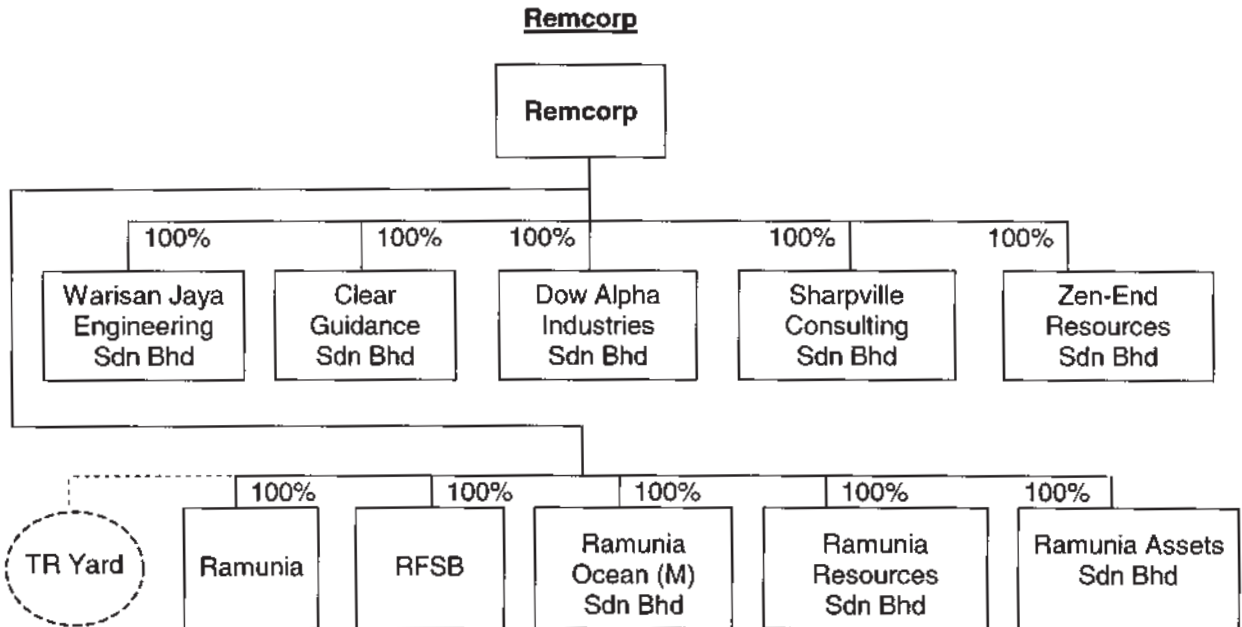 Remcorp
Remcorp
100%
100%
100%
100%
100%
Warisan Jaya
Engineering
Sdn Bhd
Clear
Guidance
Sdn Bhd
Dow Alpha
Industries
Sdn Bhd
Sharpville
Consulting
Sdn Bhd
Zen-End
Resources
Sdn Bhd
100%
100%
100%
100%
100%
TR Yard
Ramunia
RFSB
Ramunia
Ocean (M)
Sdn Bhd
Ramunia
Resources
Sdn Bhd
Ramunia Assets
Sdn Bhd